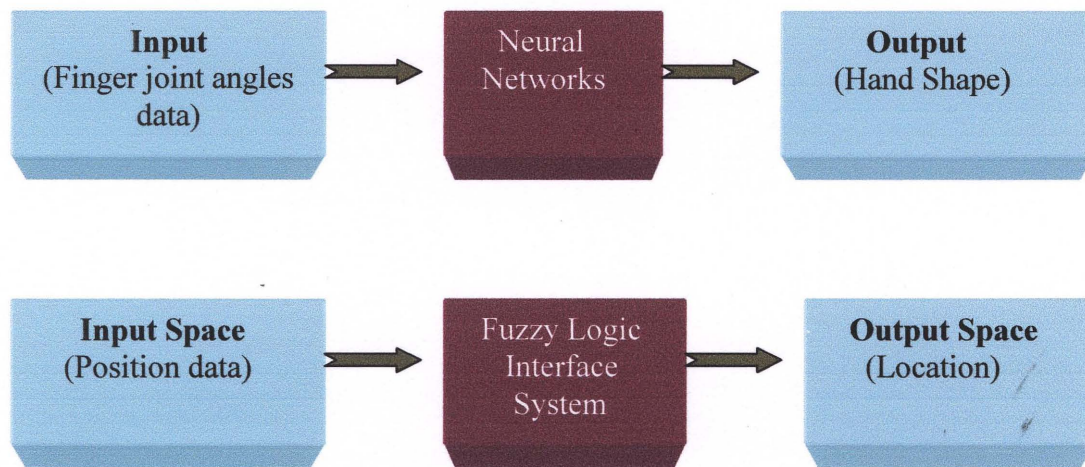 Input
(Finger joint angles
data)
Neural
Networks
Output
(Hand Shape)
Input Space
(Position data)
Fuzzy Logic
Interface
System
Output Space
(Location)